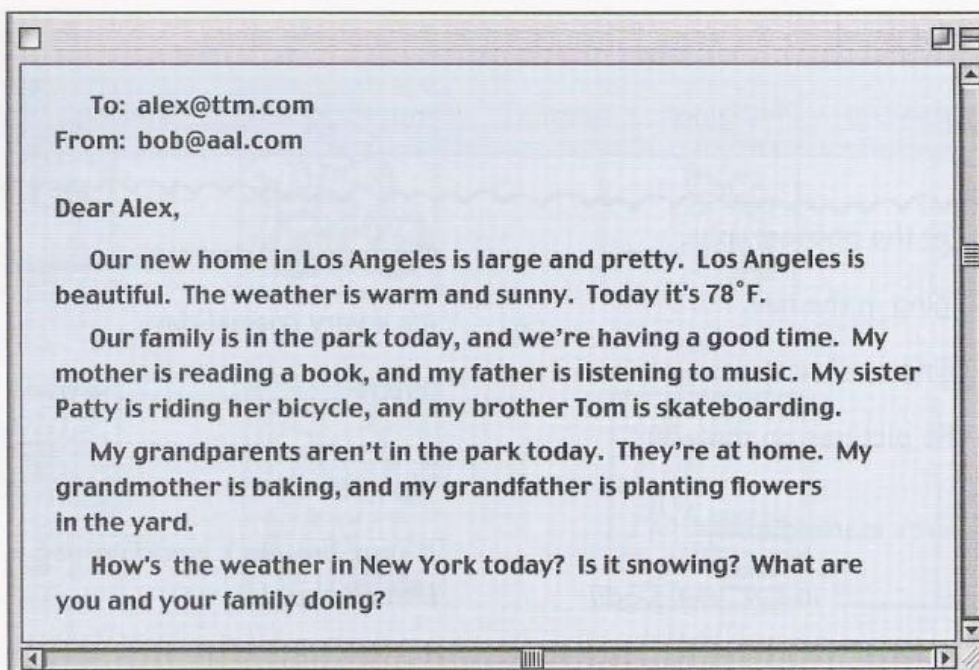 To: alex@ttm.com
From: bob@aal.com
Dear Alex,
Our new home in Los Angeles is large and pretty. Los Angeles is
beautiful. The weather is warm and sunny. Today it's 78°F.
Our family is in the park today, and we're having a good time. My
mother is reading a book, and my father is listening to music. My sister
Patty is riding her bicycle, and my brother Tom is skateboarding.
My grandparents aren't in the park today. They're at home. My
grandmother is baking, and my grandfather is planting flowers
in the yard.
How's the weather in New York today? Is it snowing? What are
you and your family doing?